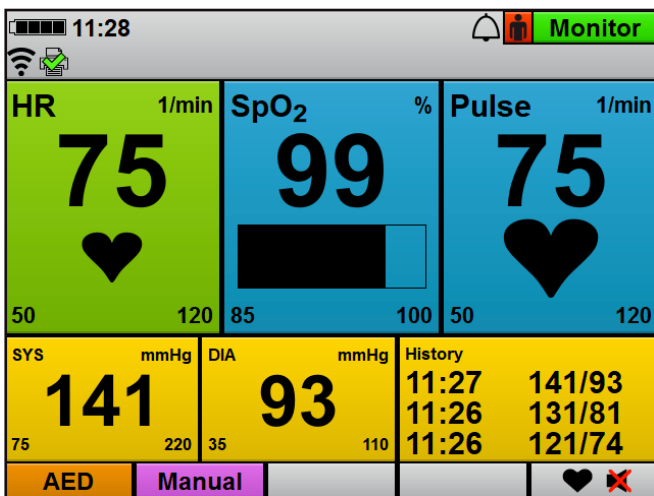 11:28 Monitor
HR 1/min
75
50 120
SpO₂ %
99
85 100
Pulse 1/min
75
50 120
SYS mmHg
141
75 220
DIA mmHg
93
35 110
History
11:27 141/93
11:26 131/81
11:26 121/74
AED Manual